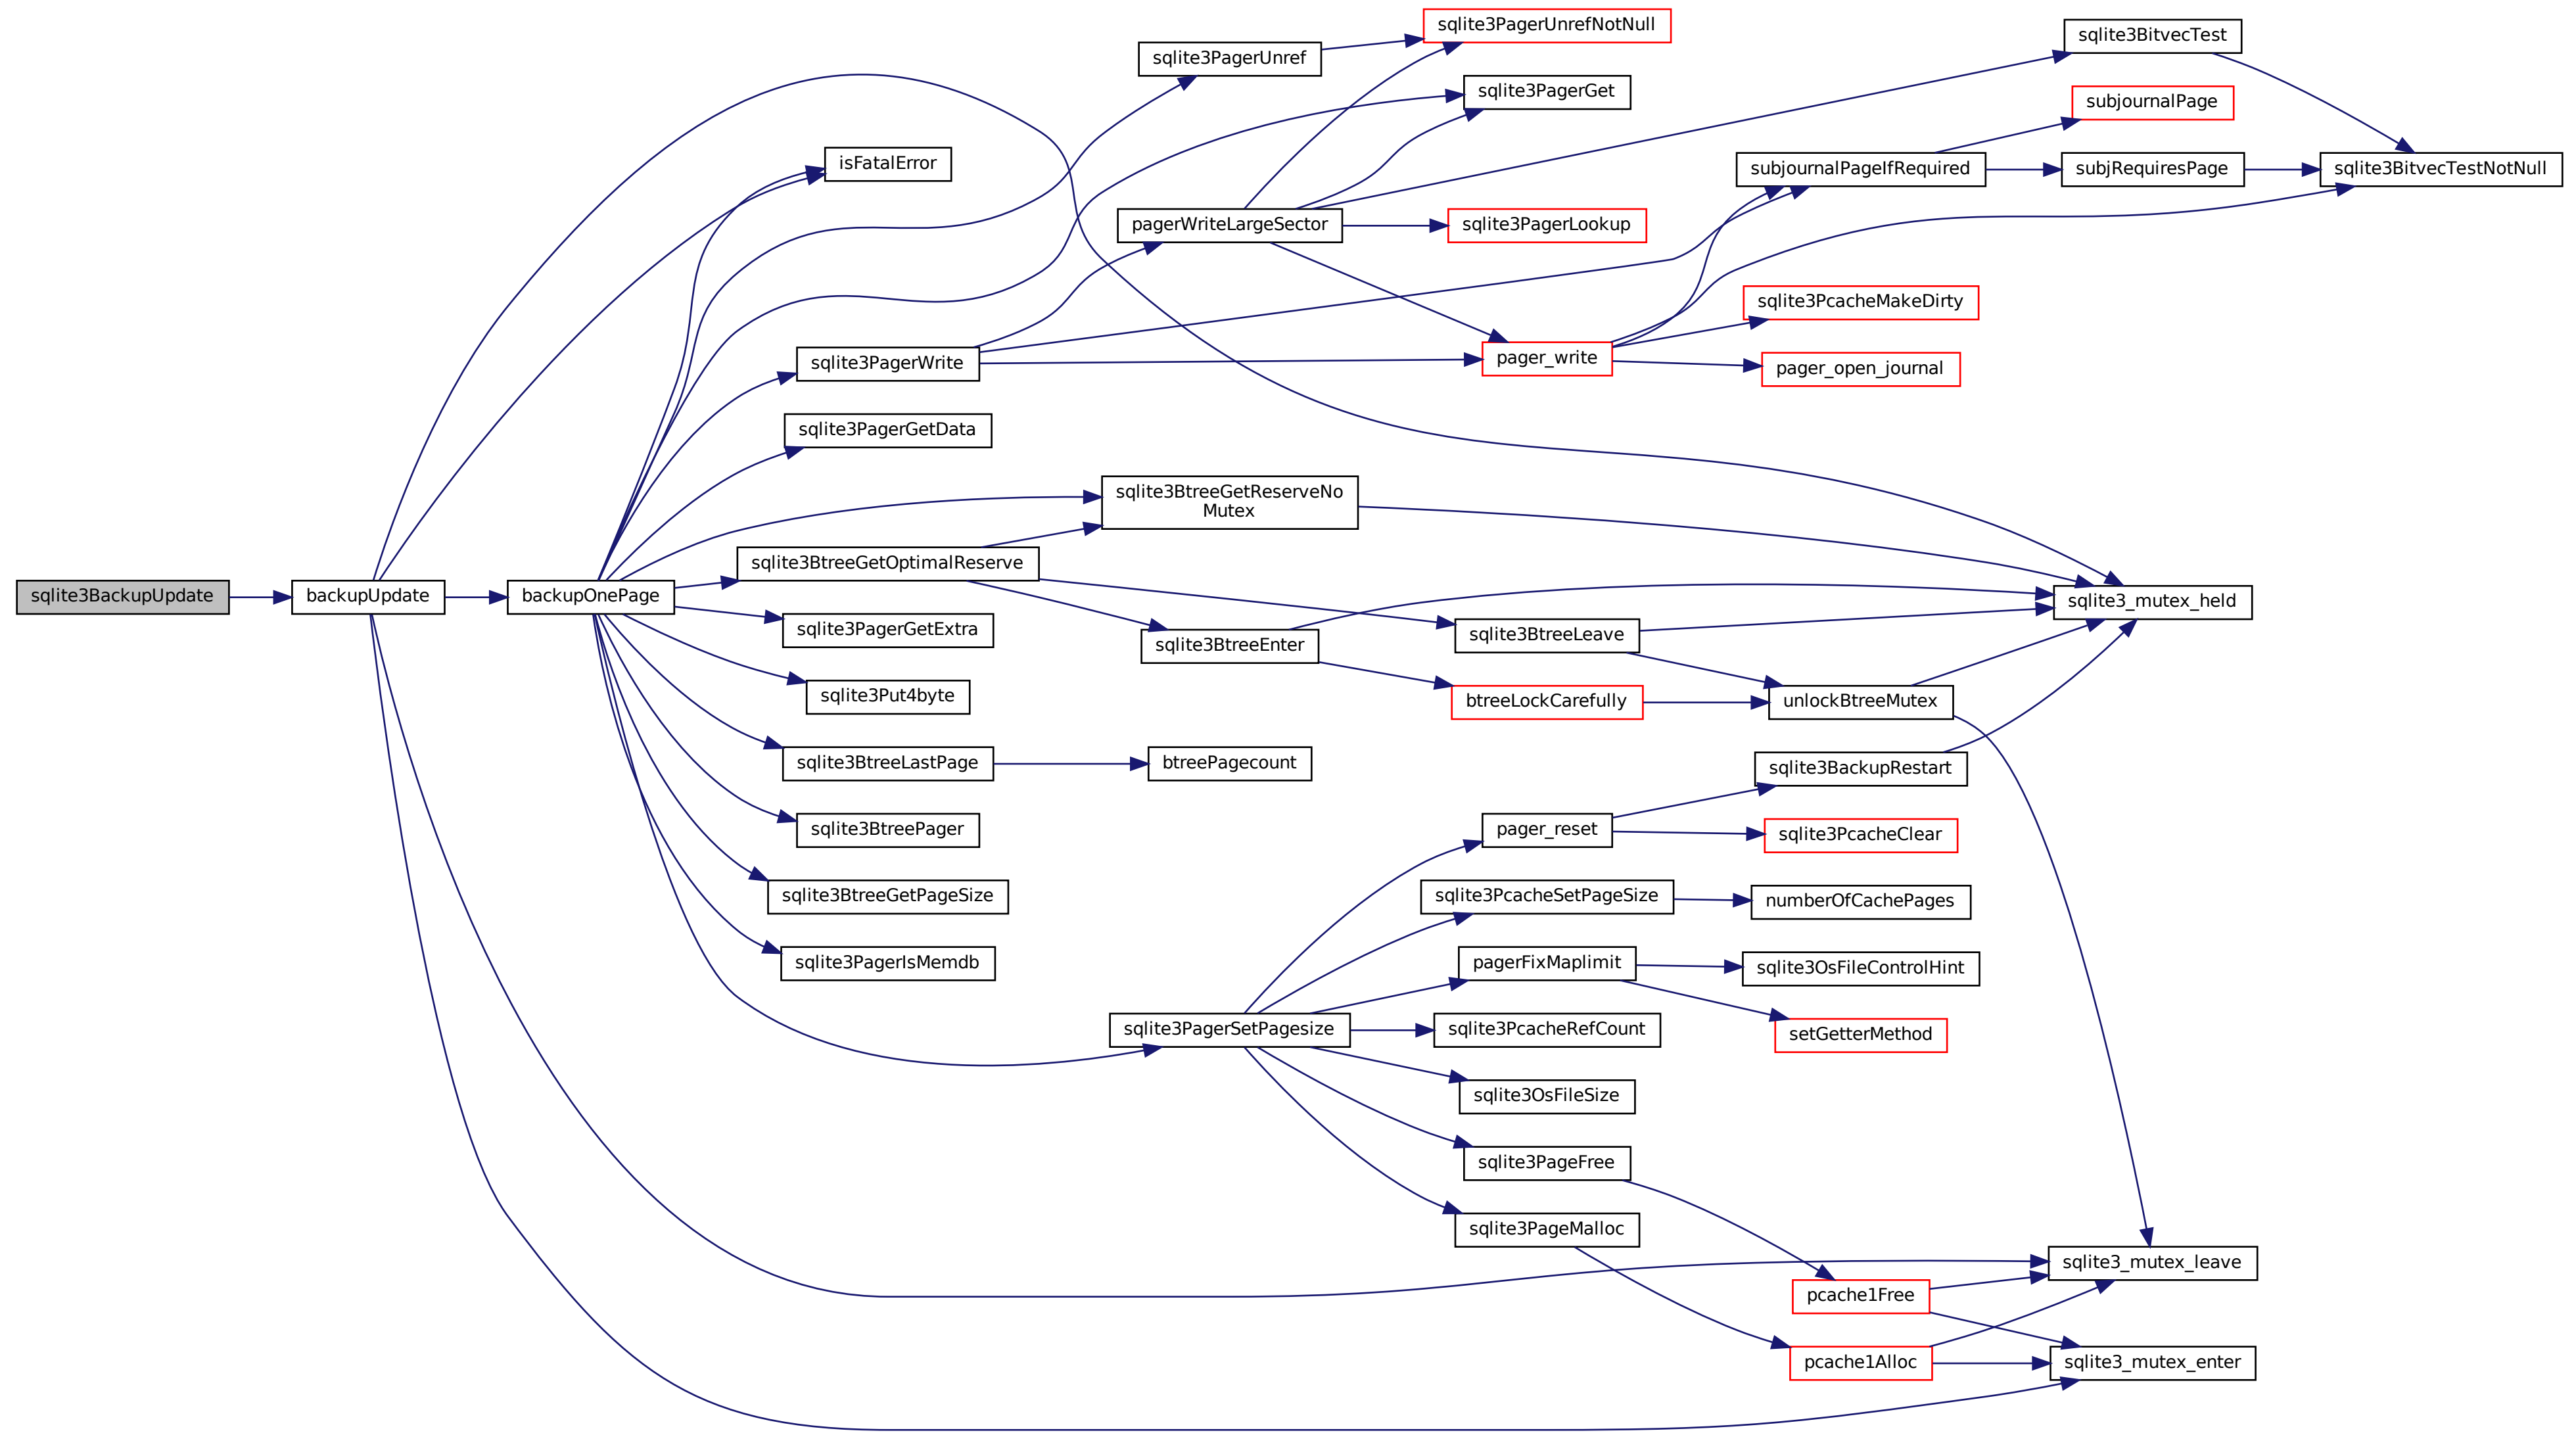 sqlite3BackupUpdate
backupUpdate
backupOnePage
isFatalError
sqlite3PagerWrite
sqlite3PagerGetData
sqlite3BtreeGetOptimalReserve
sqlite3PagerGetExtra
sqlite3Put4byte
sqlite3BtreeLastPage
sqlite3BtreePager
sqlite3BtreeGetPageSize
sqlite3PagerIsMemdb
sqlite3PagerUnref
pagerWriteLargeSector
sqlite3BtreeGetReserveNo
Mutex
sqlite3BtreeEnter
btreePagecount
sqlite3PagerSetPagesize
sqlite3PagerUnrefNotNull
sqlite3PagerGet
sqlite3PagerLookup
pager_write
sqlite3BtreeLeave
btreeLockCarefully
pager_reset
sqlite3PcacheSetPageSize
pagerFixMaplimit
sqlite3PcacheRefCount
sqlite3OsFileSize
sqlite3PageFree
sqlite3PageMalloc
subjournalPageIfRequired
sqlite3PcacheMakeDirty
pager_open_journal
unlockBtreeMutex
sqlite3BackupRestart
sqlite3PcacheClear
numberOfCachePages
sqlite3OsFileControlHint
setGetterMethod
pcache1Free
pcache1Alloc
sqlite3BitvecTest
subjournalPage
subjRequiresPage
sqlite3_mutex_held
sqlite3_mutex_leave
sqlite3_mutex_enter
sqlite3BitvecTestNotNull